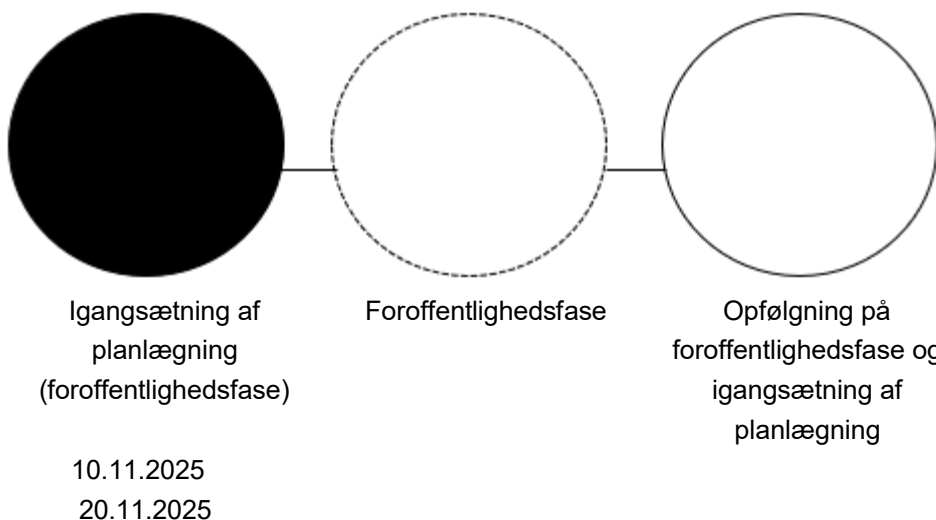 Igangsætning af
planlægning
(foroffentlighedsfase)
10.11.2025
20.11.2025
Foroffentlighedsfase
Opfølgning på
foroffentlighedsfase og
igangsætning af
planlægning